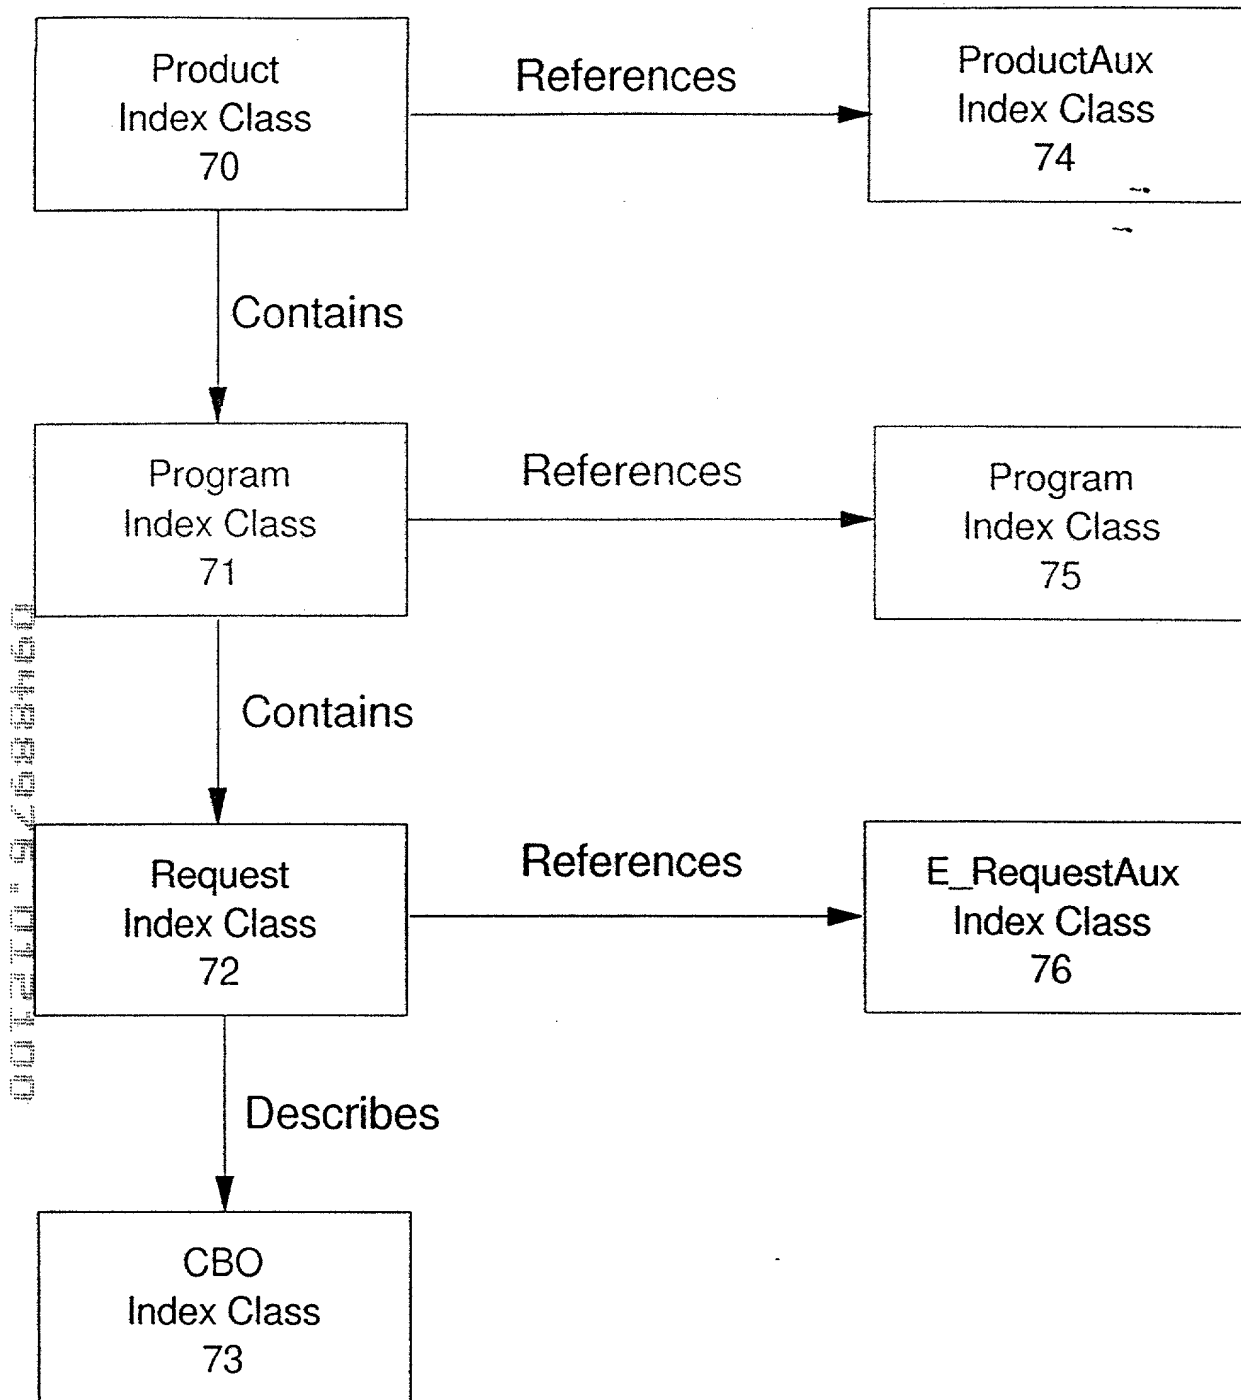 Product
Index Class
70
References
ProductAux
Index Class
74
Contains
Program
Index Class
71
References
Program
Index Class
75
Contains
Request
Index Class
72
References
E_RequestAux
Index Class
76
Describes
CBO
Index Class
73